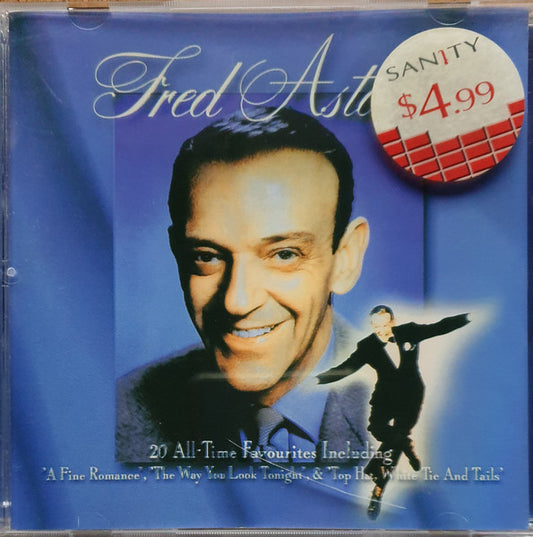 Fred Asta
SANITY
$4.99
20 All-Time Favourites Including
'A Fine Romance', 'The Way You Look Tonight', & 'Top Hat, White Tie And Tails'